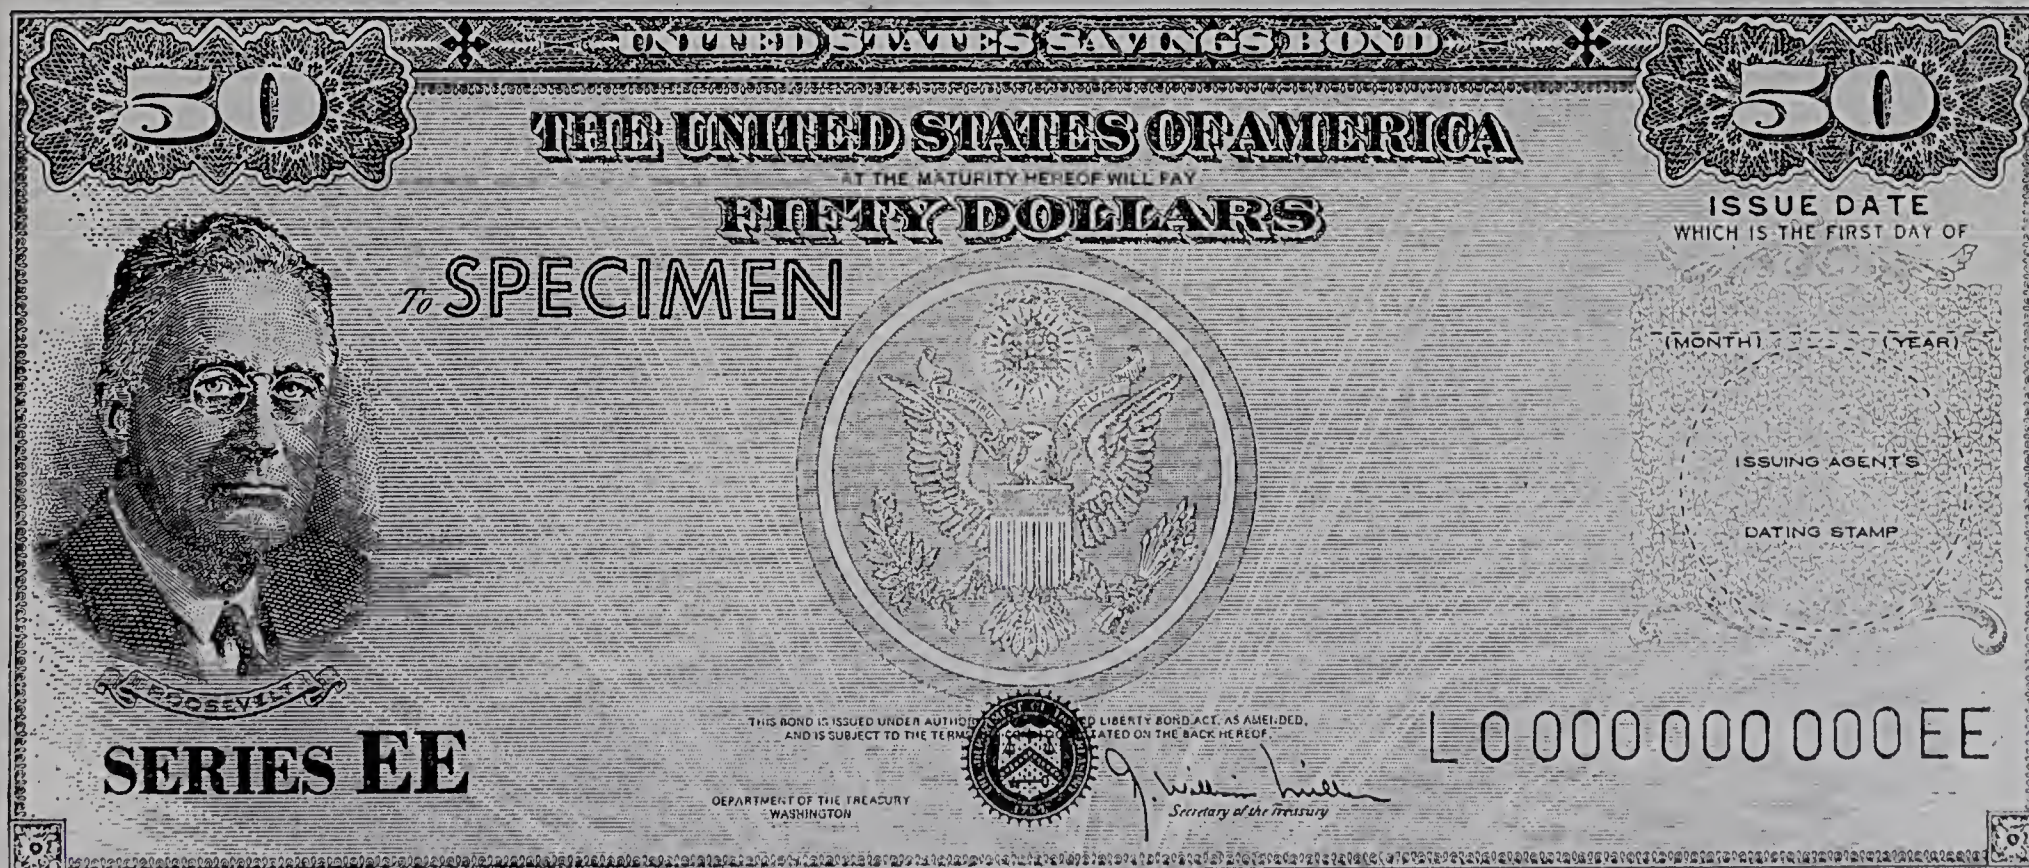 UNITED STATES SAVINGS BOND
50 50
THE UNITED STATES OF AMERICA
AT THE MATURITY HEREOF WILL PAY
FIFTY DOLLARS
To SPECIMEN
ISSUE DATE
WHICH IS THE FIRST DAY OF
(MONTH) (YEAR)
ISSUING AGENT'S
DATING STAMP
ROOSEVELT
SERIES EE
THIS BOND IS ISSUED UNDER LIBERTY BOND ACT, AS AMENDED,
AND IS SUBJECT TO THE ON THE BACK HEREOF.
DEPARTMENT OF THE TREASURY
WASHINGTON
G. William Miller
Secretary of the Treasury
L 0 000 000 000 EE